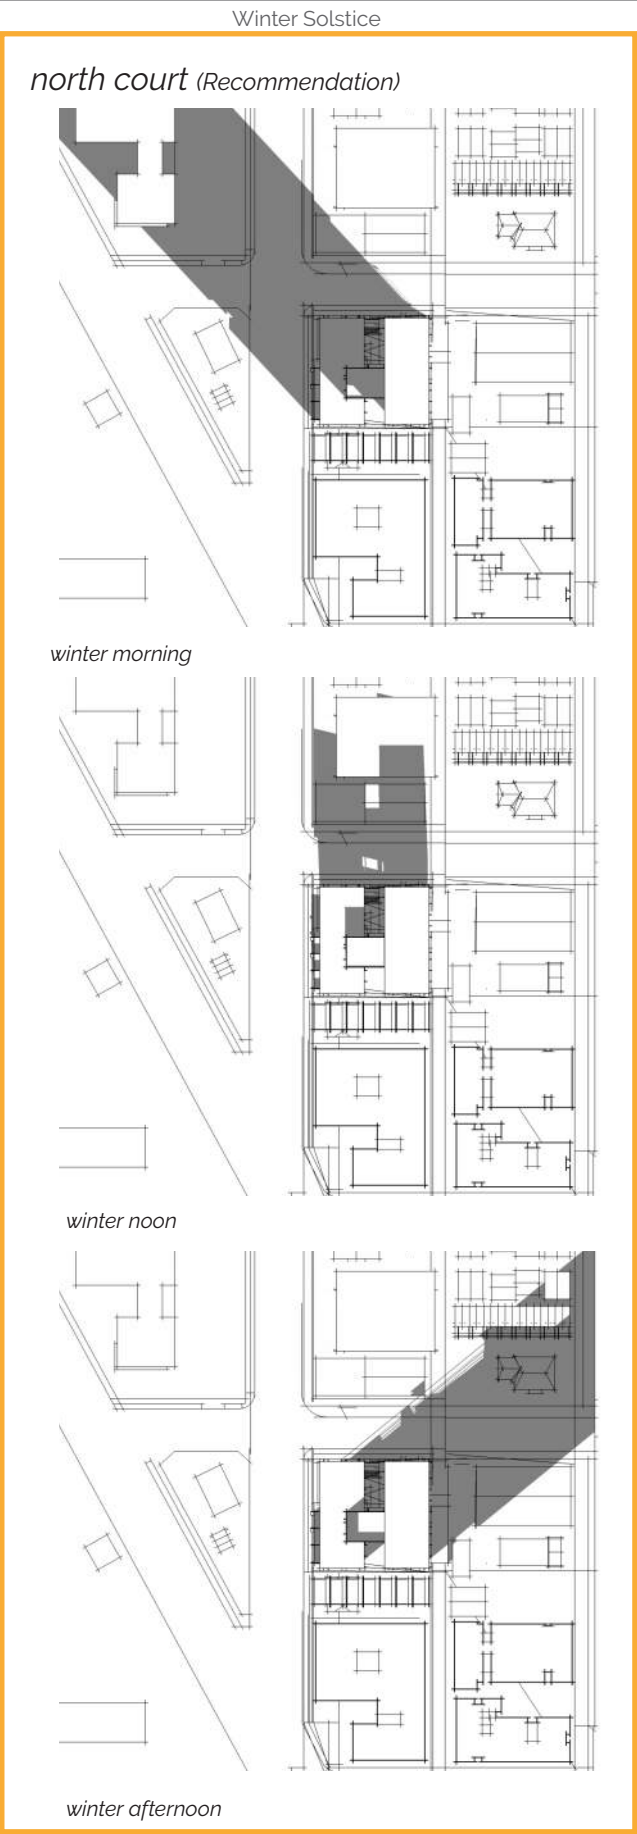 Winter Solstice
north court (Recommendation)
winter morning
winter noon
winter afternoon